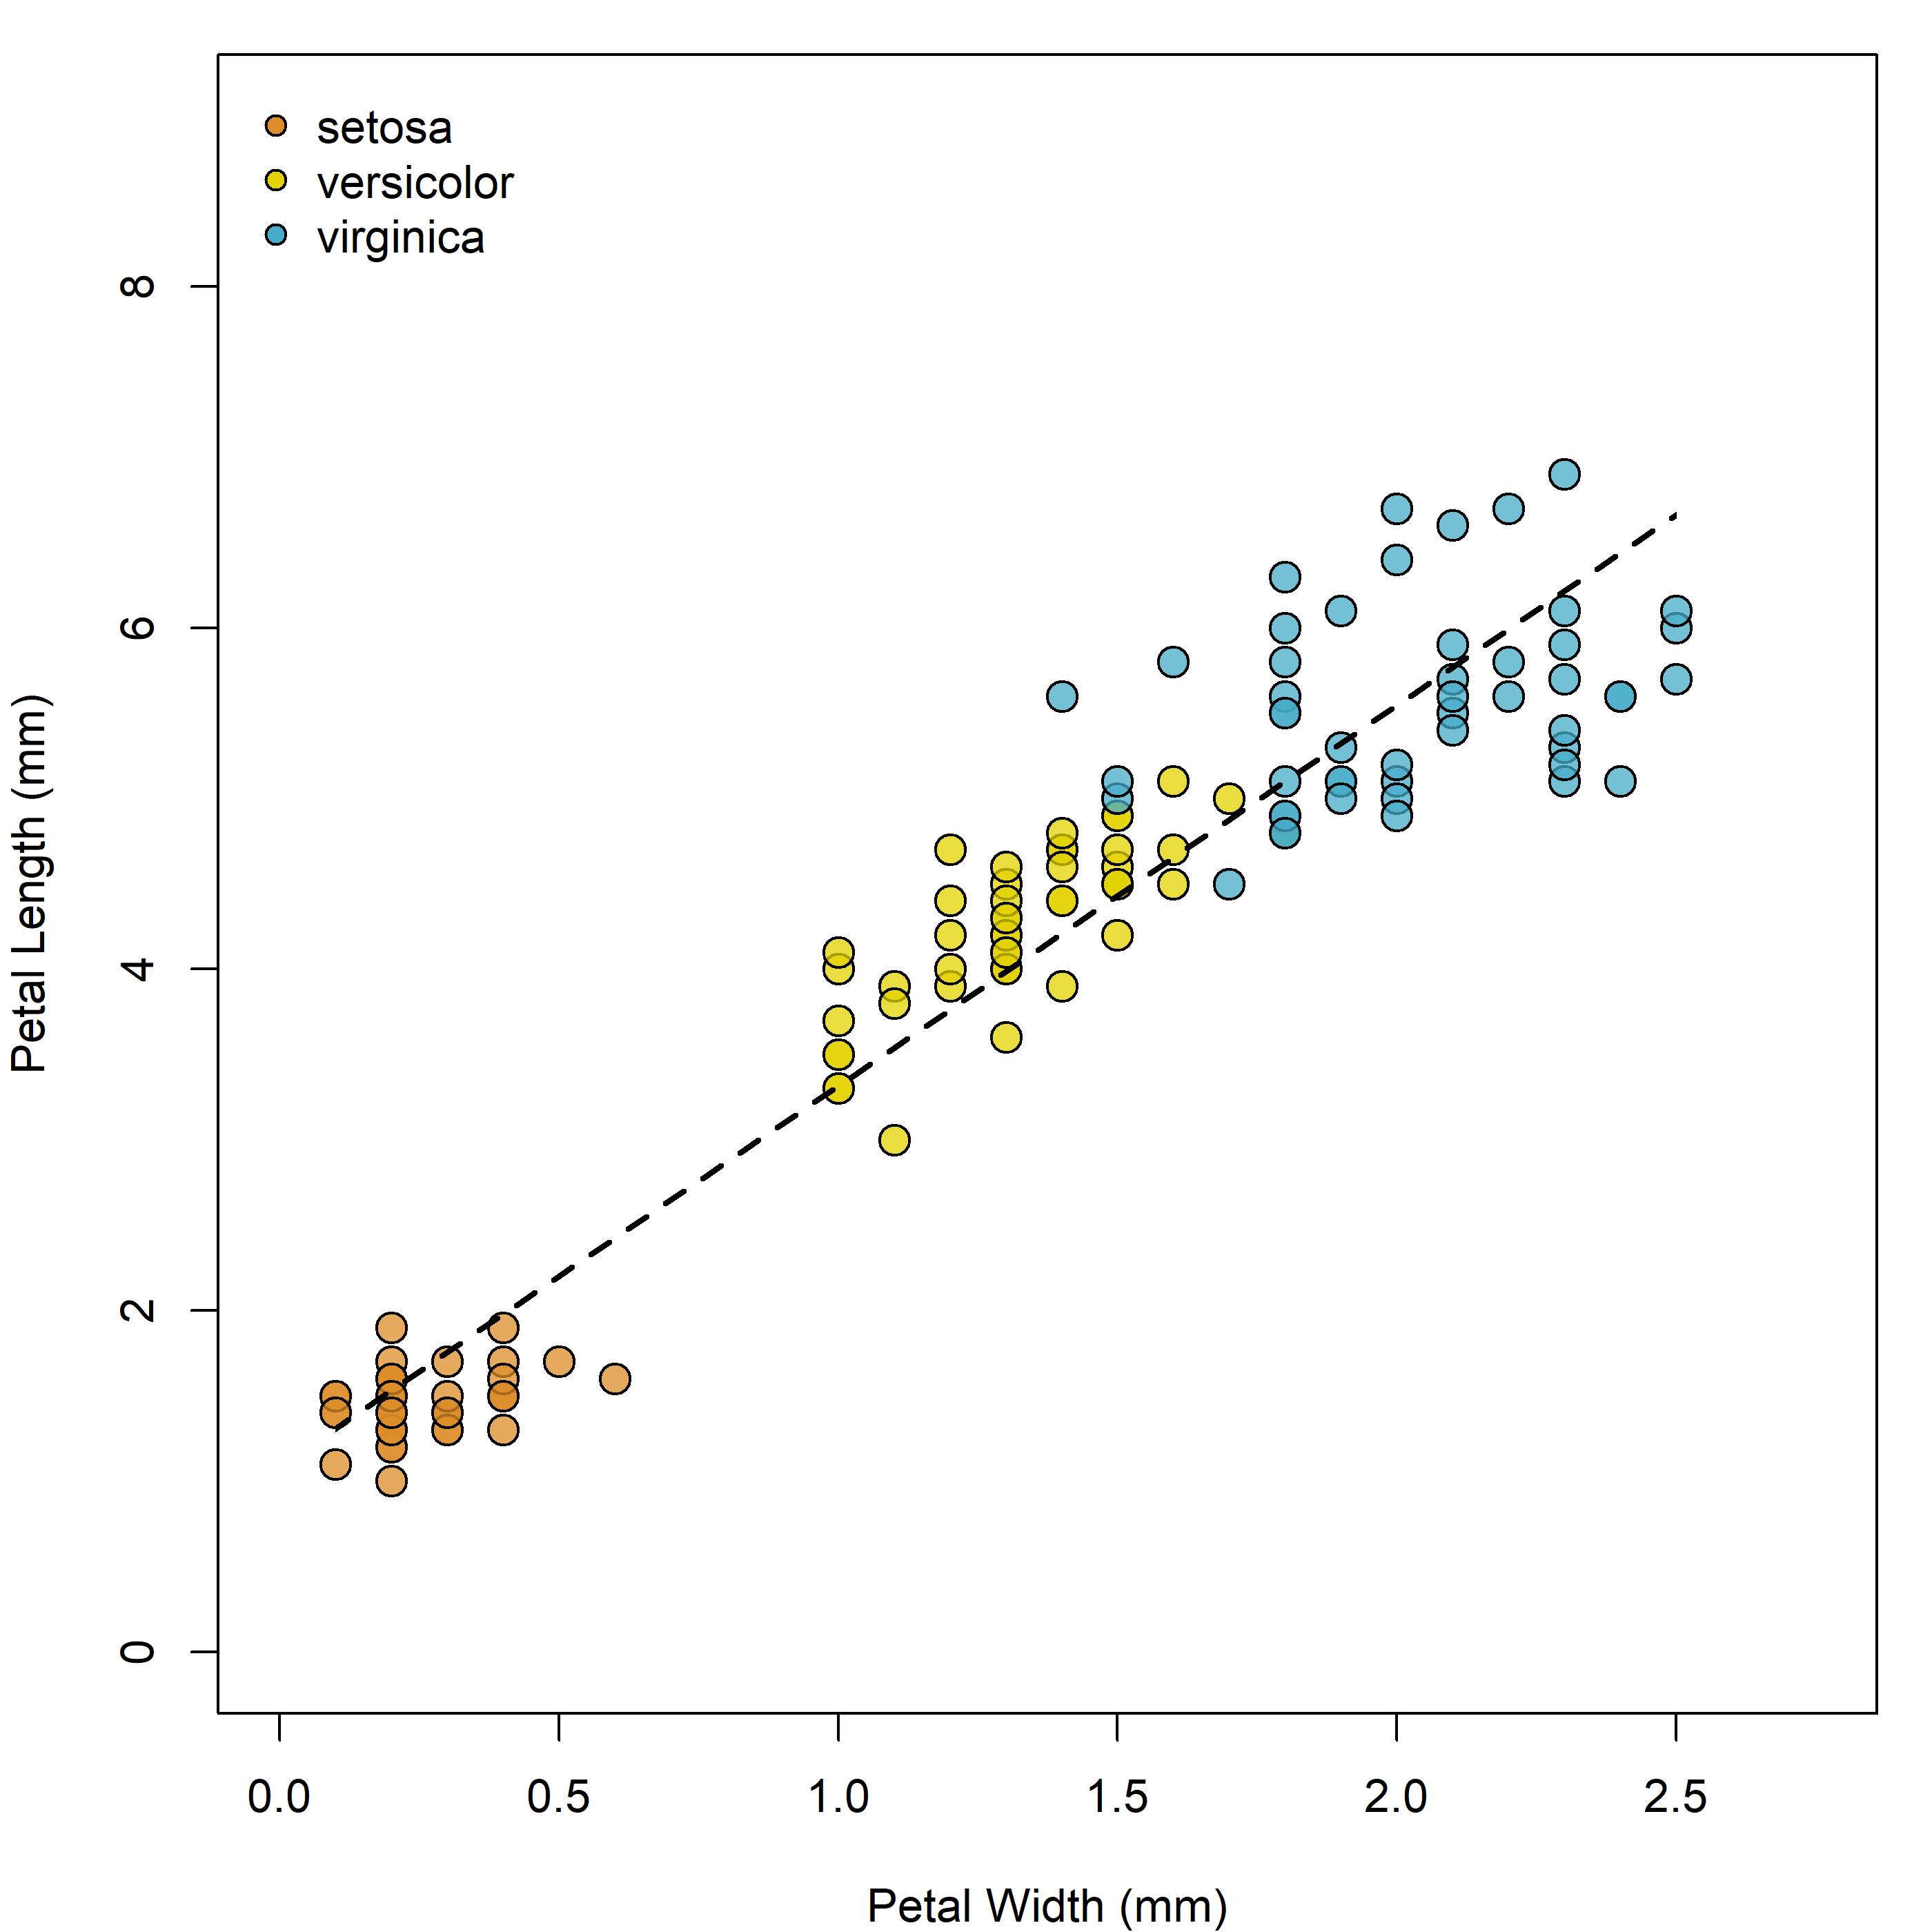 setosa
versicolor
virginica
8
6
4
2
0
Petal Length (mm)
0.0 0.5 1.0 1.5 2.0 2.5
Petal Width (mm)